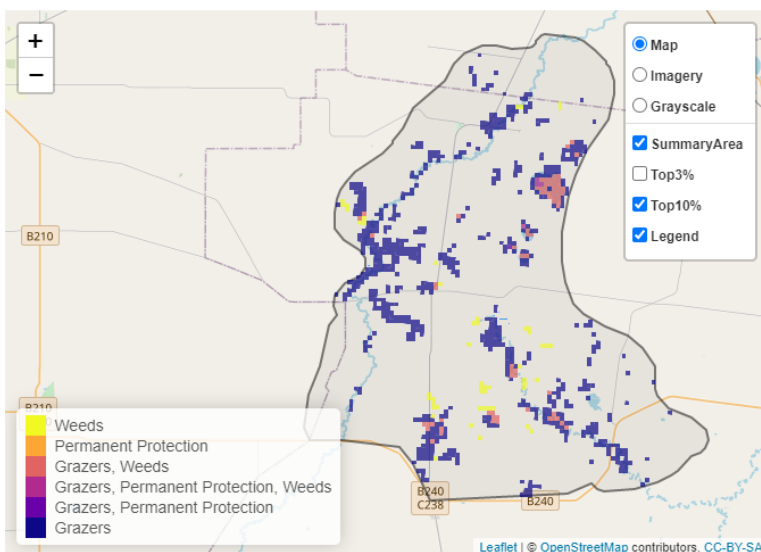 +
−
Map
Imagery
Grayscale
SummaryArea
Top3%
Top10%
Legend
B210
B210
Weeds
Permanent Protection
Grazers, Weeds
Grazers, Permanent Protection, Weeds
Grazers, Permanent Protection
Grazers
B240
C238
B240
Leaflet | © OpenStreetMap contributors, CC-BY-SA